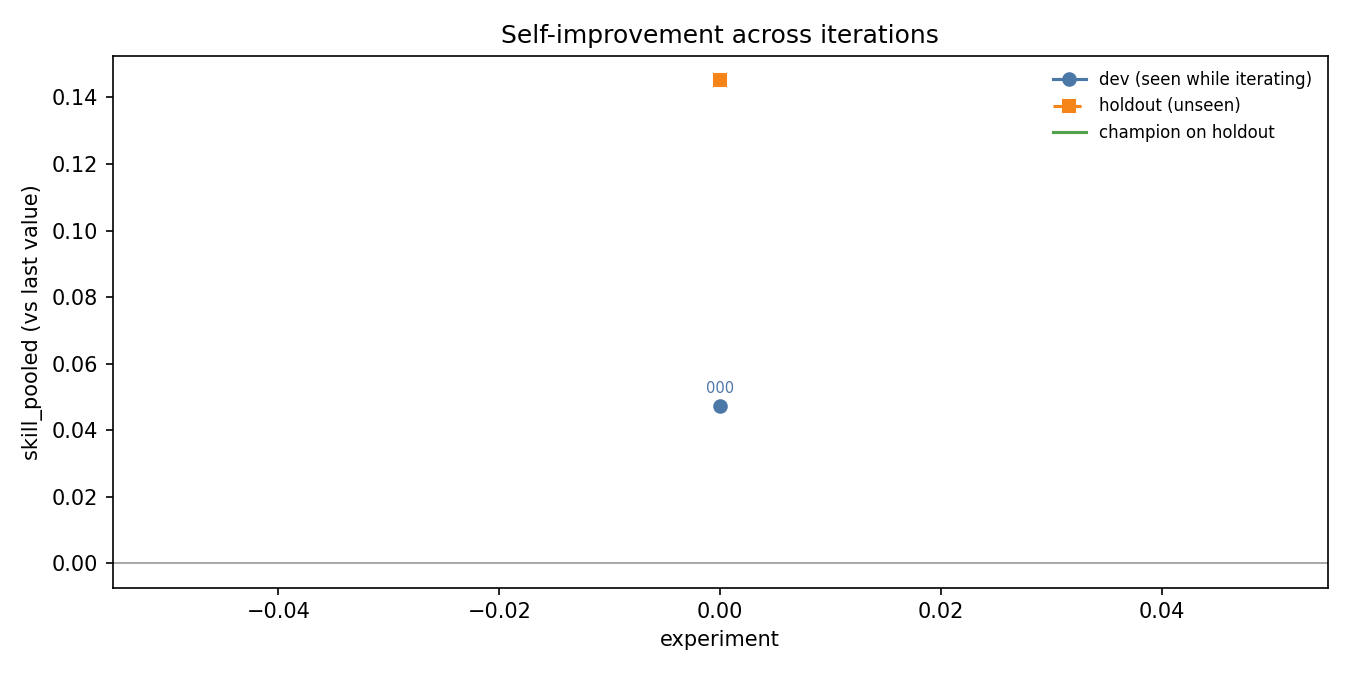 Self-improvement across iterations
dev (seen while iterating)
holdout (unseen)
champion on holdout
skill_pooled (vs last value)
0.14
0.12
0.10
0.08
0.06
0.04
0.02
0.00
000
−0.04
−0.02
0.00
0.02
0.04
experiment